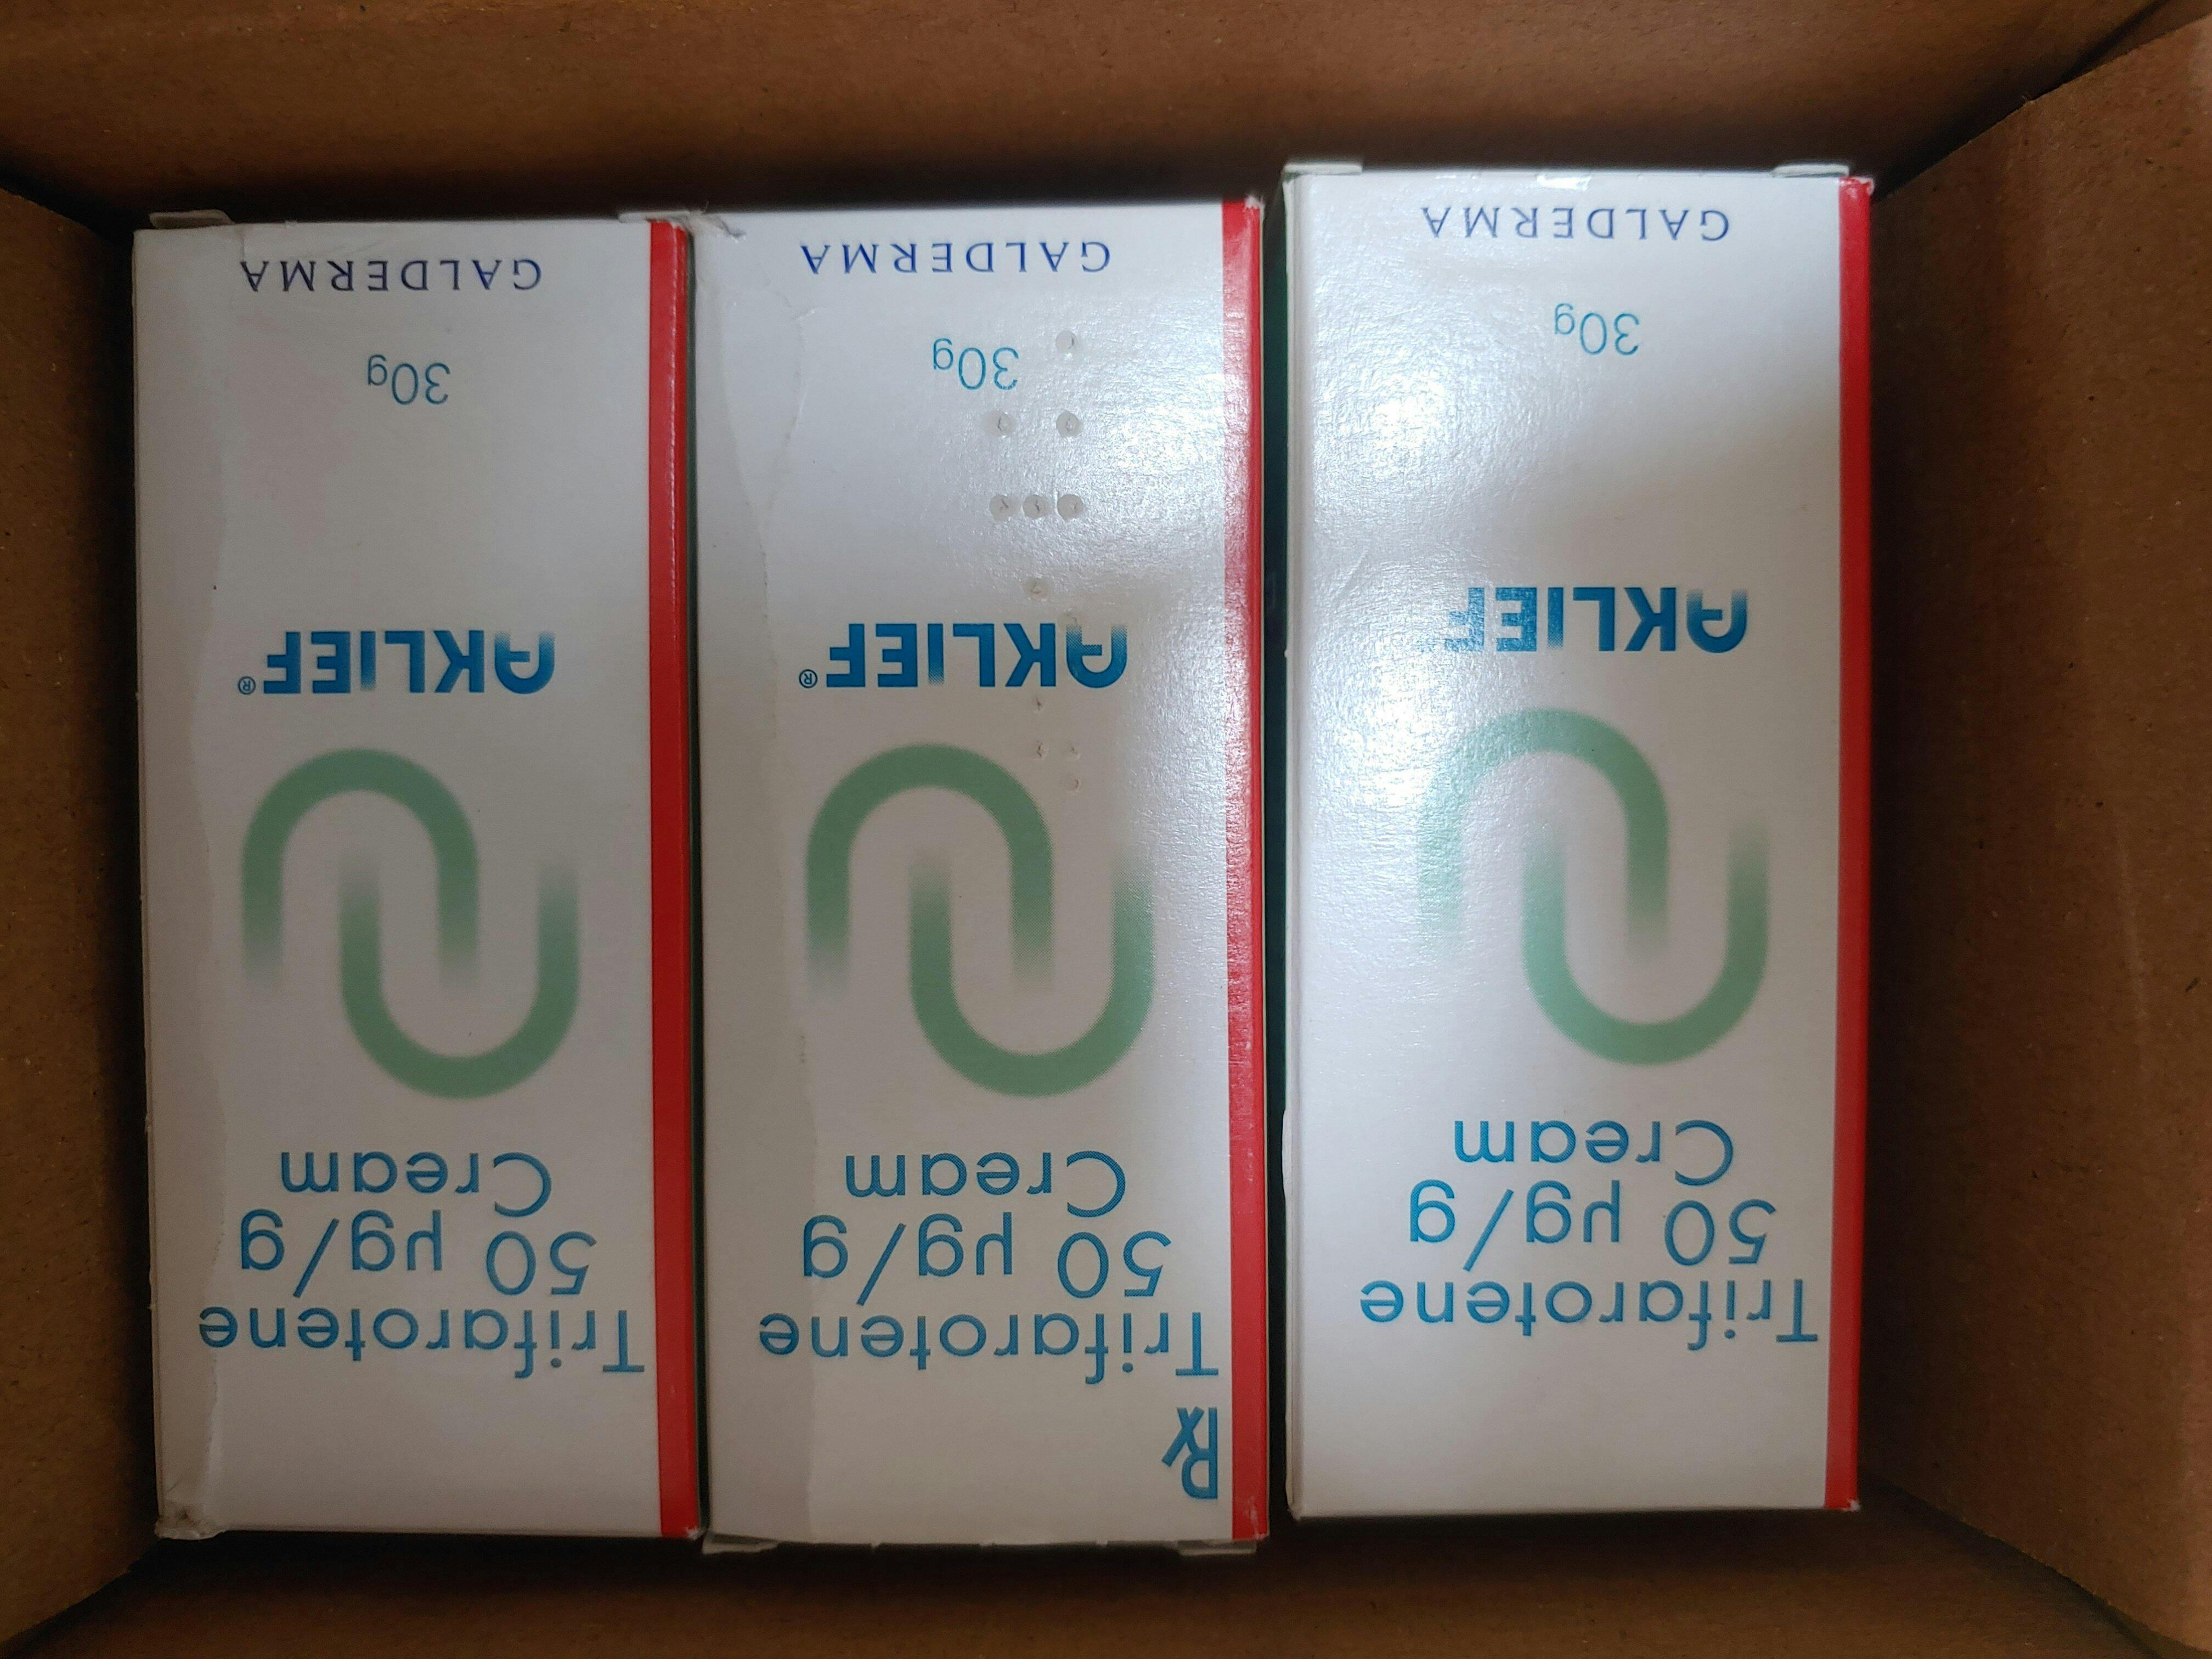 Trifarotene
50 µg/g
Cream
AKLIEF®
30g
GALDERMA
Rx
Trifarotene
50 µg/g
Cream
AKLIEF®
30g
GALDERMA
Trifarotene
50 µg/g
Cream
AKLIEF
30g
GALDERMA